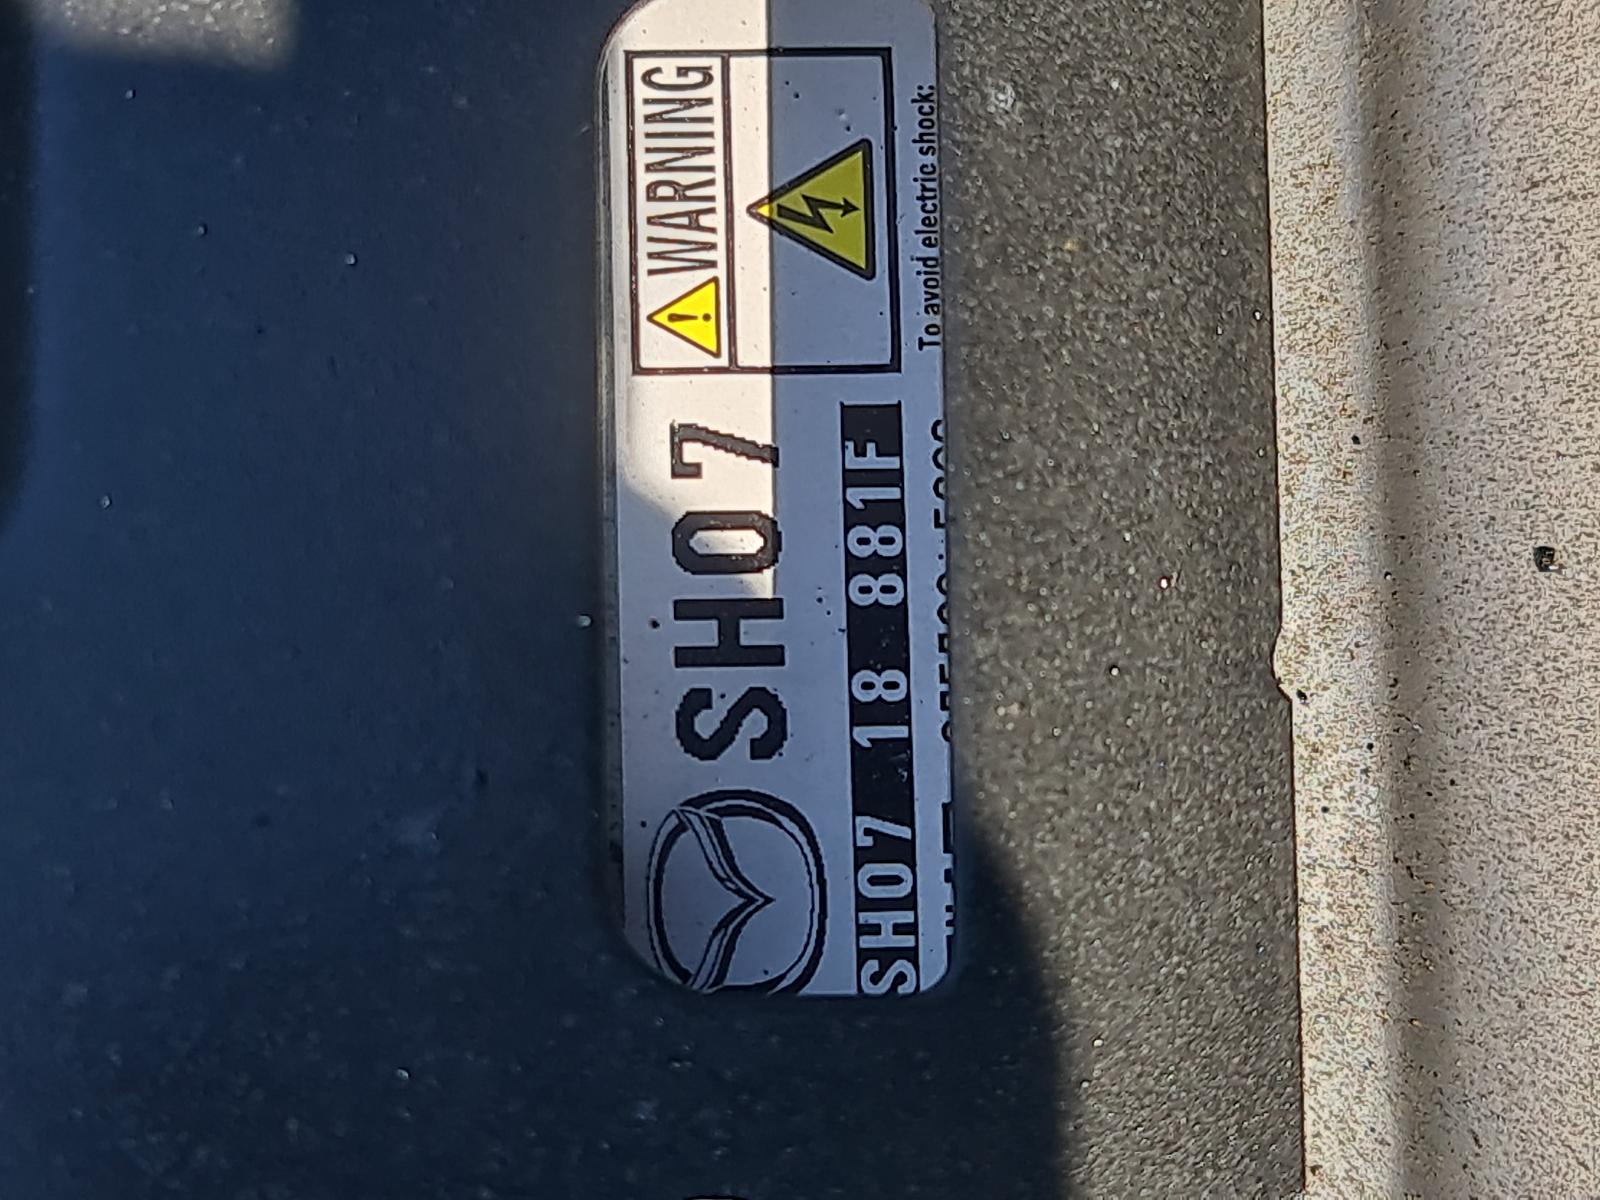 SH07
WARNING
SH07 18 881F
To avoid electric shock: